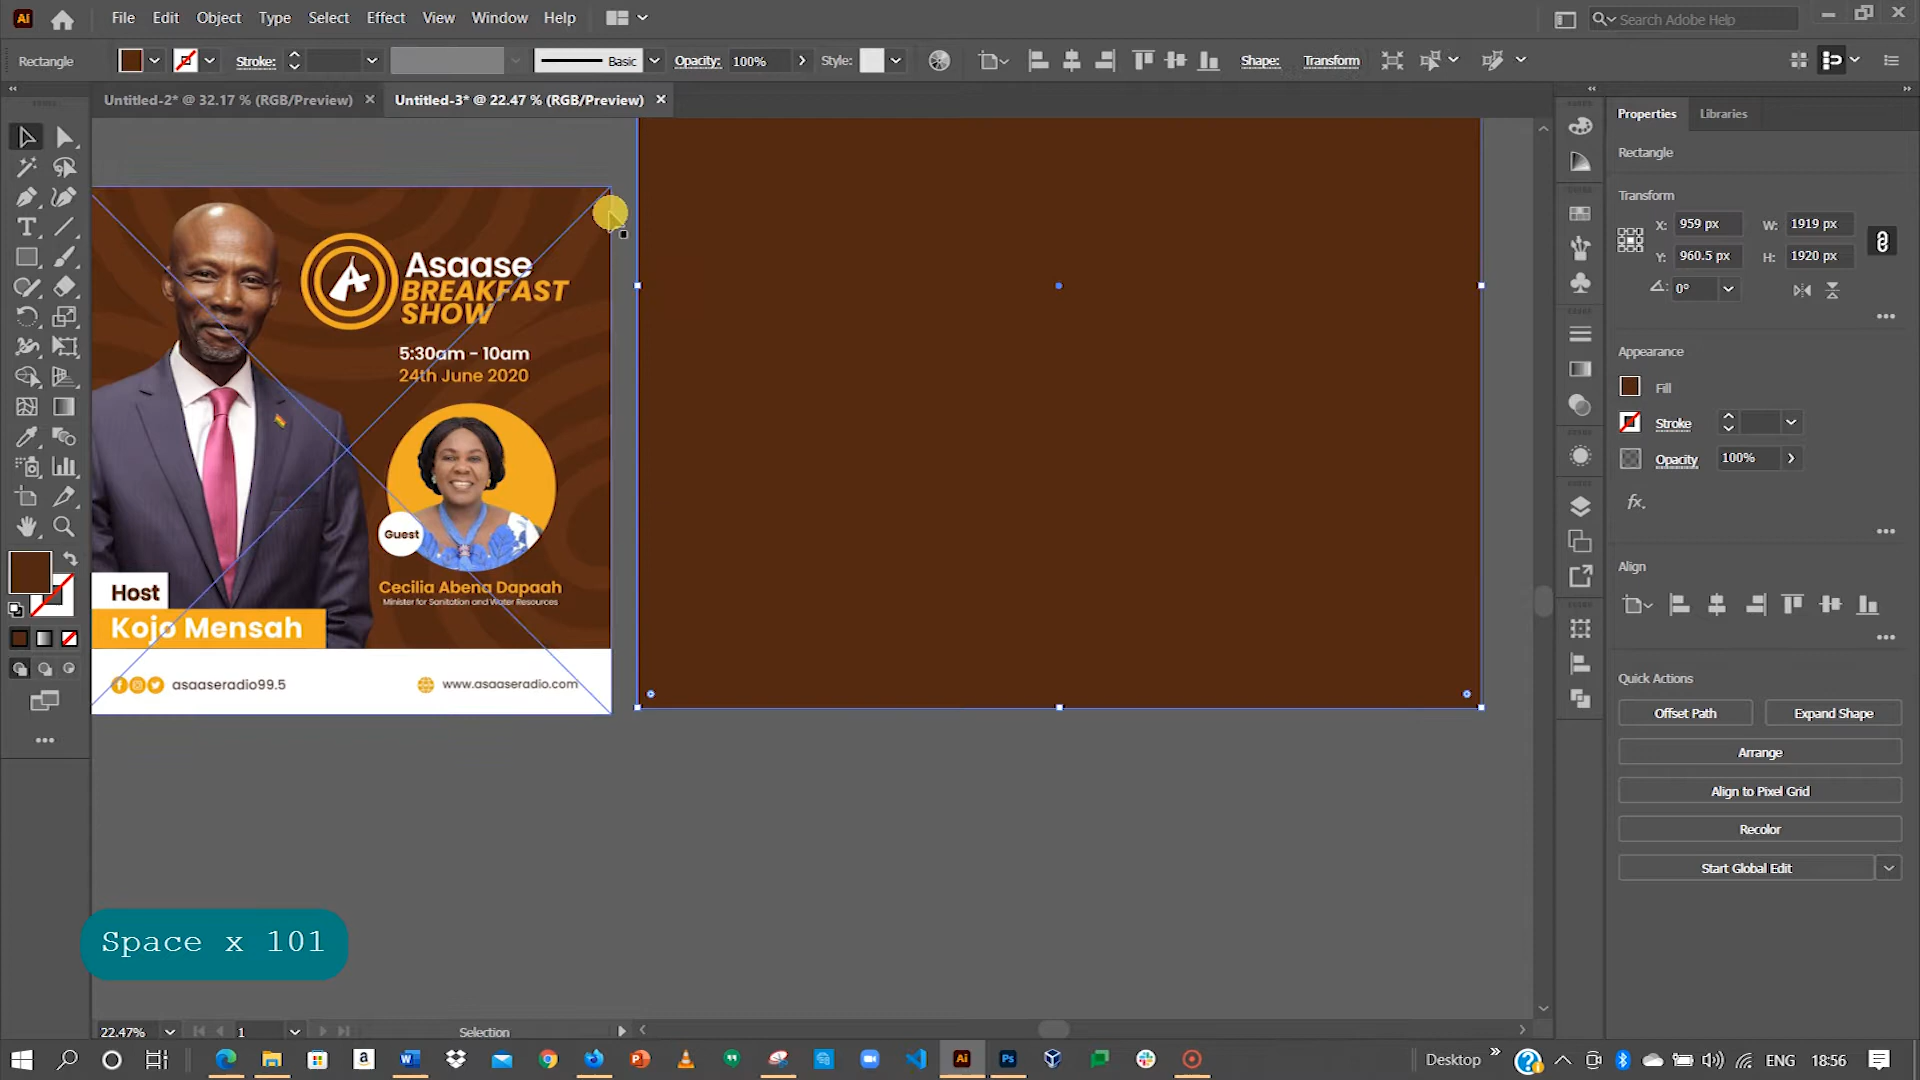 Ai File Edit Object Type Select Effect View Window Help Search Adobe Help
Rectangle Stroke: Basic Opacity: 100% Style: Shape: Transform
Untitled-2* @ 32.17 % (RGB/Preview) Untitled-3* @ 22.47 % (RGB/Preview)
Asaase
BREAKFAST
SHOW
5:30am - 10am
24th June 2020
Guest
Cecilia Abena Dapaah
Minister for Sanitation and Water Resources
Host
Kojo Mensah
asaaseradio99.5 www.asaaseradio.com
Properties Libraries
Rectangle
Transform
X: 959 px W: 1919 px
Y: 960.5 px H: 1920 px
0°
Appearance
Fill
Stroke
Opacity 100%
fx.
Align
Quick Actions
Offset Path Expand Shape
Arrange
Align to Pixel Grid
Recolor
Start Global Edit
Space x 101
22.47% 1 Selection
Desktop ENG 18:56